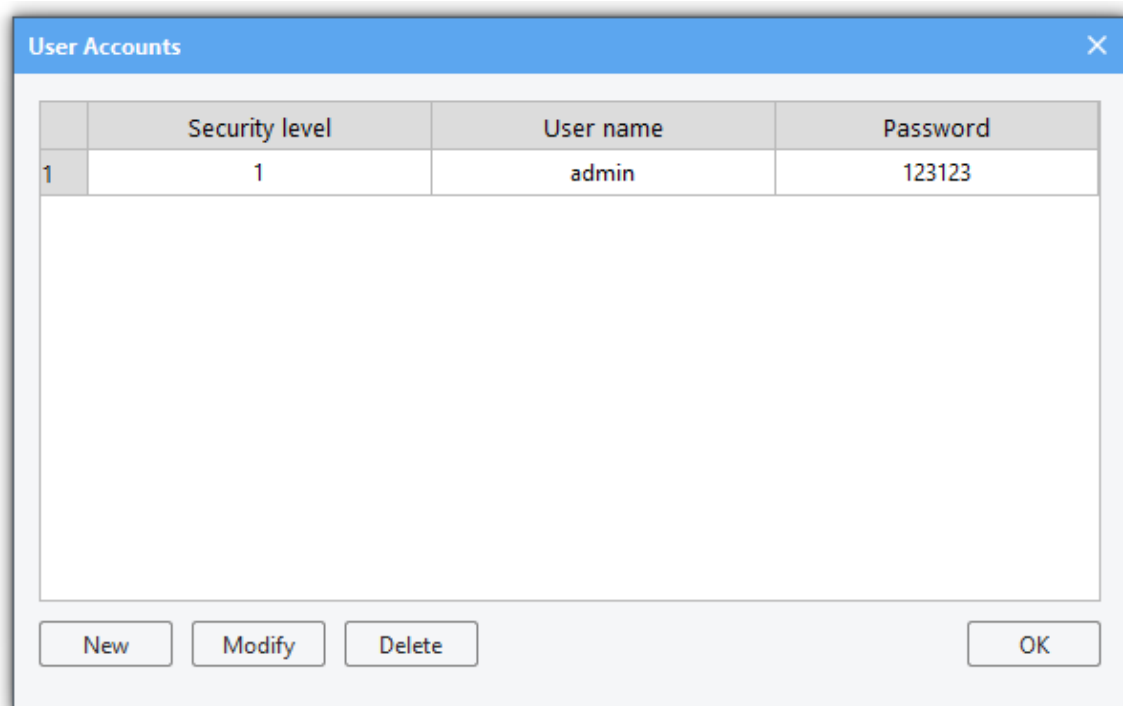 User Accounts
Security level User name Password
1 1 admin 123123
New Modify Delete OK